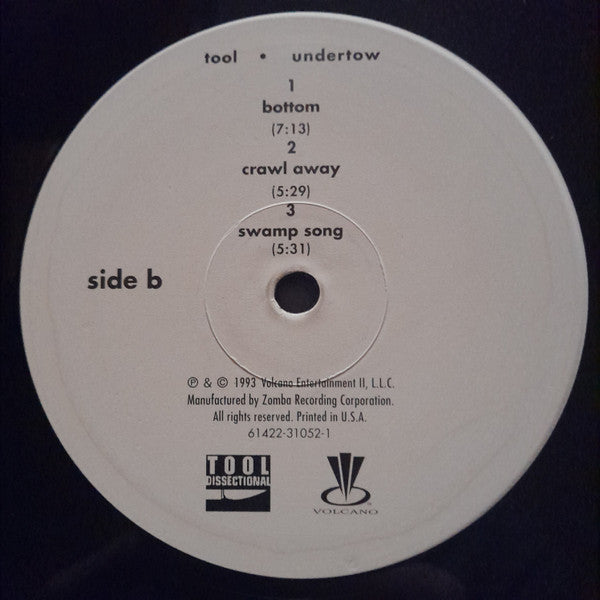 tool • undertow
1
bottom
(7:13)
2
crawl away
(5:29)
3
swamp song
(5:31)
side b
℗ & © 1993 Volcano Entertainment II, L.L.C.
Manufactured by Zomba Recording Corporation.
All rights reserved. Printed in U.S.A.
61422-31052-1
TOOL
DISSECTIONAL
VOLCANO